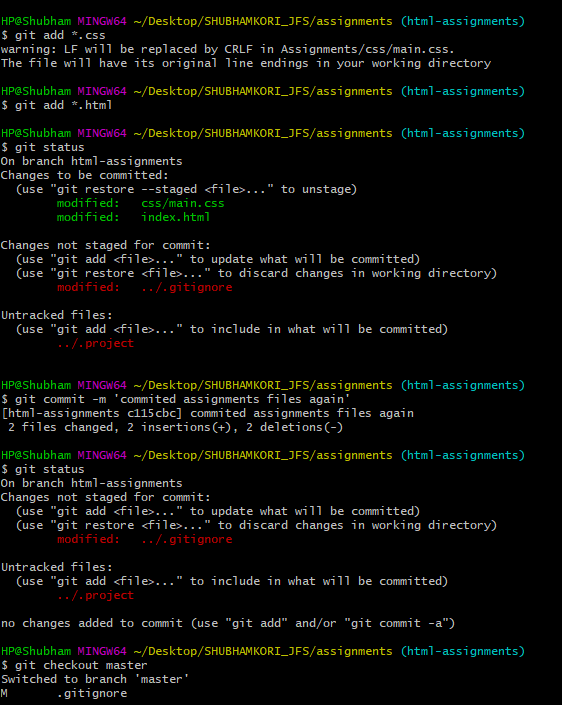 HP@Shubham MINGW64 ~/Desktop/SHUBHAMKORI_JFS/assignments (html-assignments)
$ git add *.css
warning: LF will be replaced by CRLF in Assignments/css/main.css.
The file will have its original line endings in your working directory

HP@Shubham MINGW64 ~/Desktop/SHUBHAMKORI_JFS/assignments (html-assignments)
$ git add *.html

HP@Shubham MINGW64 ~/Desktop/SHUBHAMKORI_JFS/assignments (html-assignments)
$ git status
On branch html-assignments
Changes to be committed:
  (use "git restore --staged <file>..." to unstage)
        modified:   css/main.css
        modified:   index.html

Changes not staged for commit:
  (use "git add <file>..." to update what will be committed)
  (use "git restore <file>..." to discard changes in working directory)
        modified:   ../.gitignore

Untracked files:
  (use "git add <file>..." to include in what will be committed)
        ../.project

HP@Shubham MINGW64 ~/Desktop/SHUBHAMKORI_JFS/assignments (html-assignments)
$ git commit -m 'commited assignments files again'
[html-assignments c115cbc] commited assignments files again
 2 files changed, 2 insertions(+), 2 deletions(-)

HP@Shubham MINGW64 ~/Desktop/SHUBHAMKORI_JFS/assignments (html-assignments)
$ git status
On branch html-assignments
Changes not staged for commit:
  (use "git add <file>..." to update what will be committed)
  (use "git restore <file>..." to discard changes in working directory)
        modified:   ../.gitignore

Untracked files:
  (use "git add <file>..." to include in what will be committed)
        ../.project

no changes added to commit (use "git add" and/or "git commit -a")

HP@Shubham MINGW64 ~/Desktop/SHUBHAMKORI_JFS/assignments (html-assignments)
$ git checkout master
Switched to branch 'master'
M       .gitignore